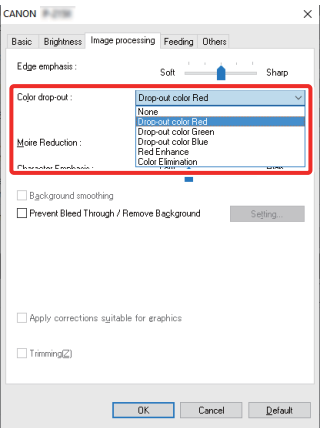 CANON
Basic Brightness Image processing Feeding Others
Edge emphasis :
Soft Sharp
Color drop-out : Drop-out color Red
None
Drop-out color Red
Drop-out color Green
Moire Reduction : Drop-out color Blue
Red Enhance
Color Elimination
Background smoothing
Prevent Bleed Through / Remove Background Setting...
Apply corrections suitable for graphics
Trimming(Z)
OK Cancel Default